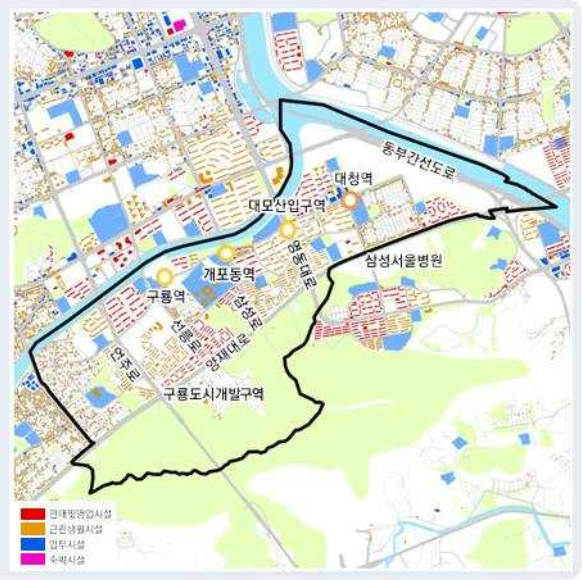 동부간선도로
대청역
대모산입구역
영동대로
삼성서울병원
개포동역
구룡역
삼성로
선릉로
양재대로
언주로
구룡도시개발구역
판매및영업시설
근린생활시설
업무시설
숙박시설